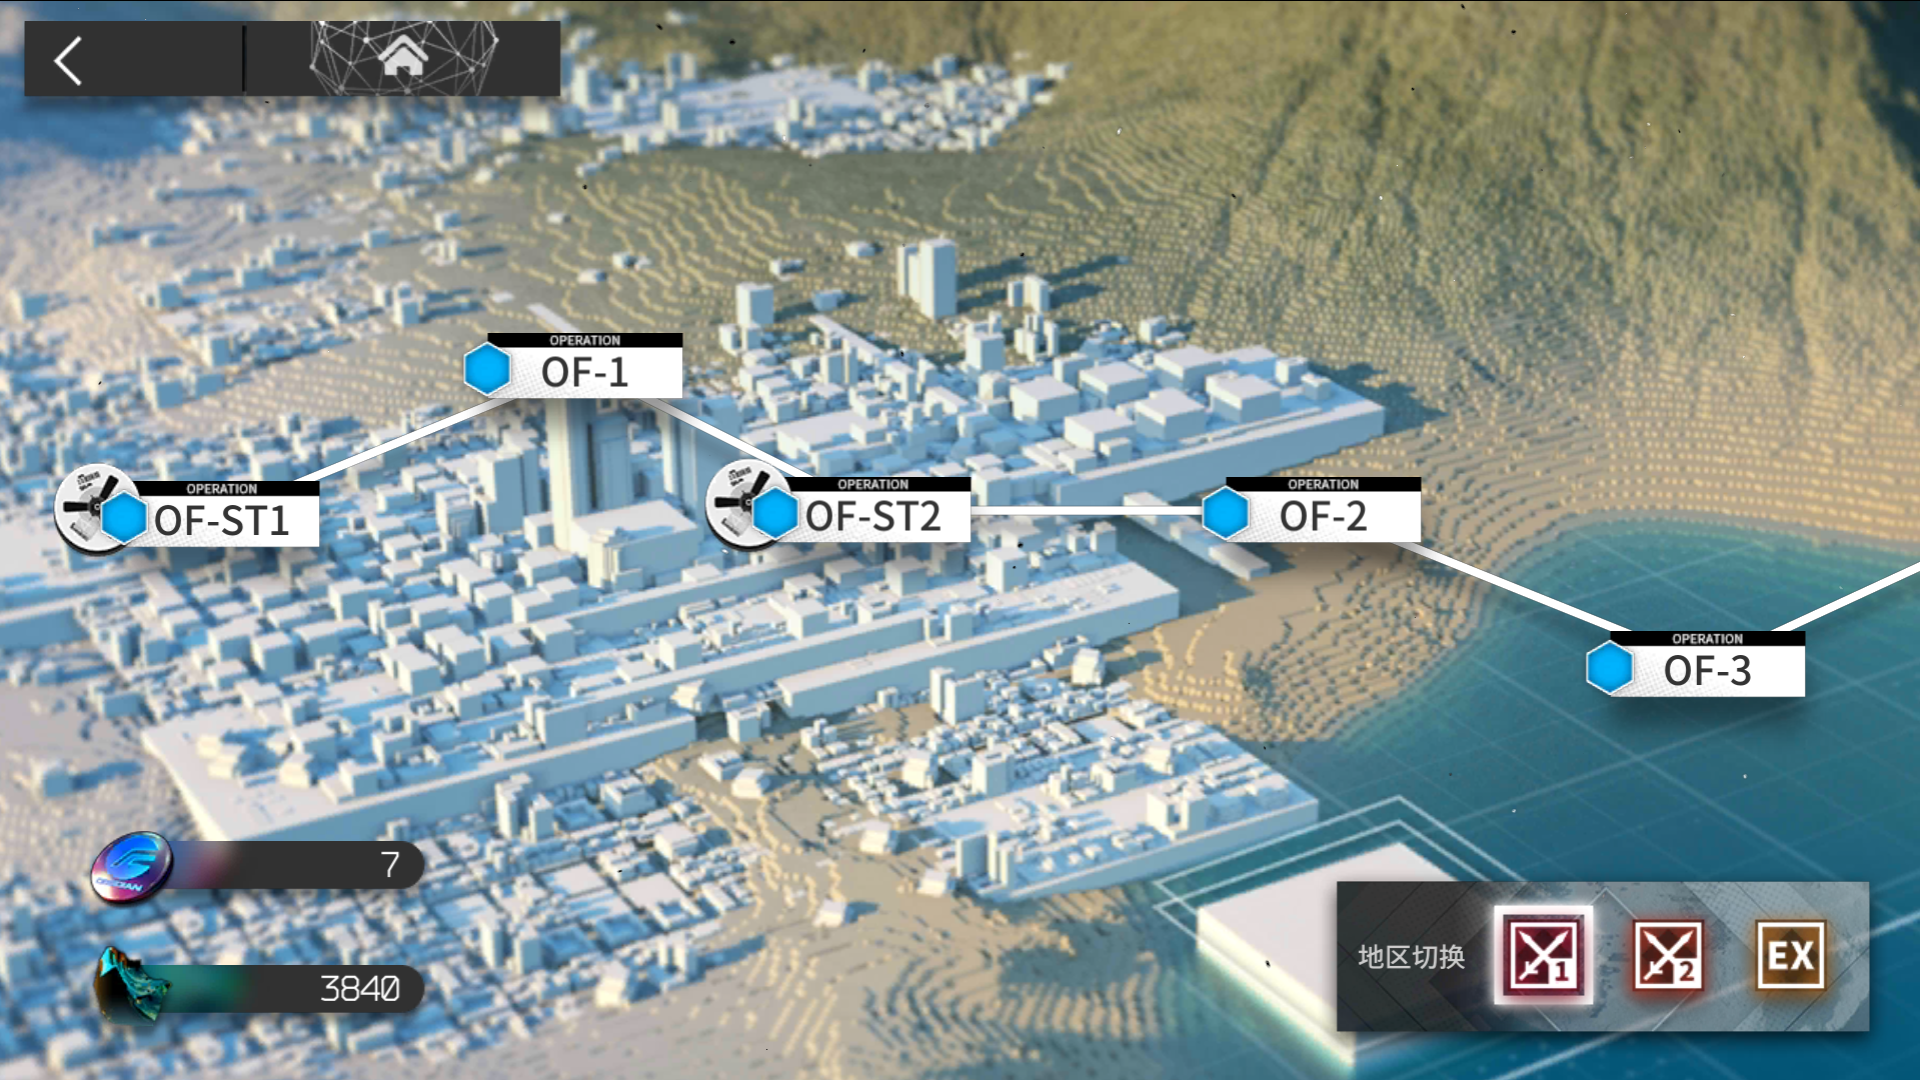 OPERATION
OF-1
OPERATION
OF-ST1
OPERATION
OF-ST2
OPERATION
OF-2
OPERATION
OF-3
OBSIDIAN
7
3840
地区切换
1
2
EX